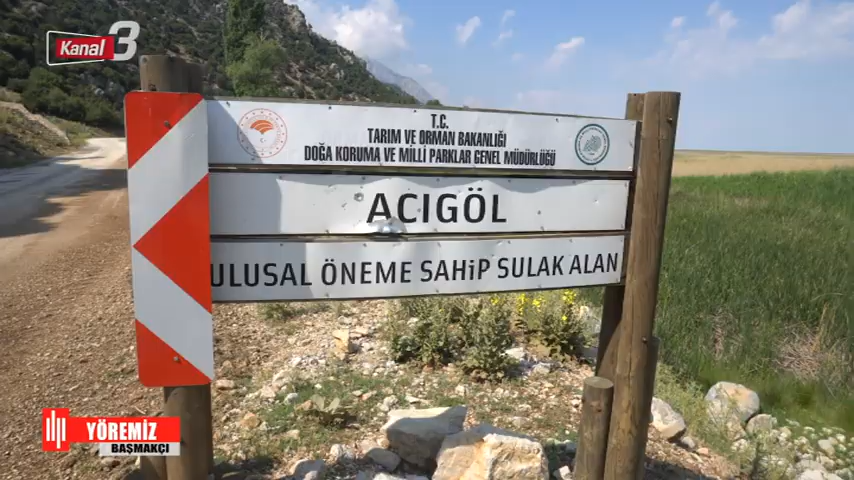 Kanal 3
T.C.
TARIM VE ORMAN BAKANLIĞI
DOĞA KORUMA VE MİLLİ PARKLAR GENEL MÜDÜRLÜĞÜ
ACIGÖL
ULUSAL ÖNEME SAHİP SULAK ALAN
YÖREMİZ
BAŞMAKÇI